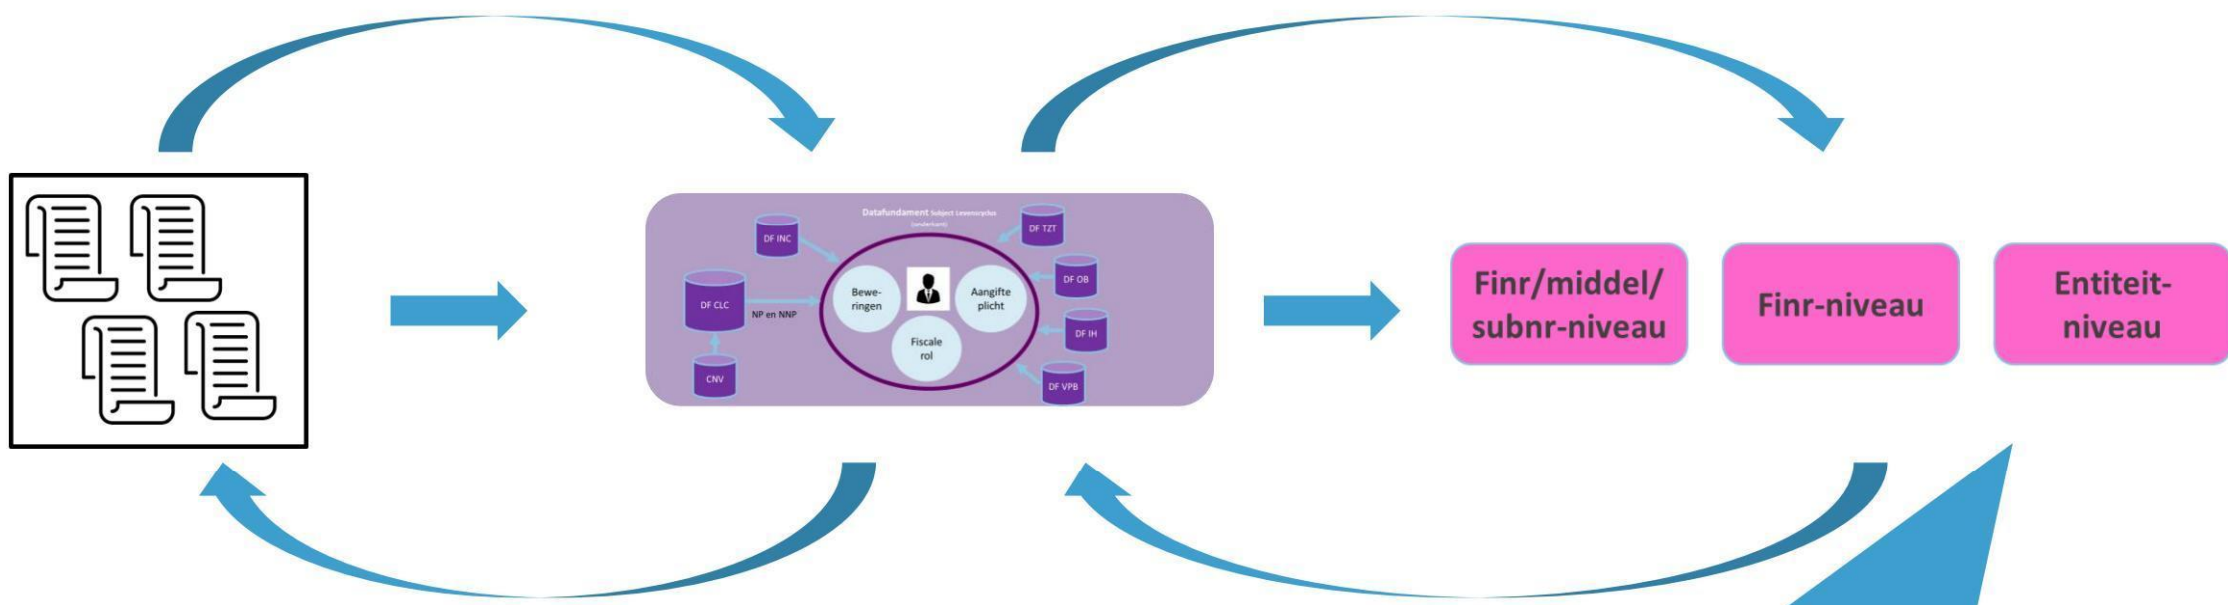 Datafundament Subject Levenscyclus
(onderkant)
DF INC
DF TZT
DF CLC
NP en NNP
CNV
Bewe-
ringen
Aangifte
plicht
Fiscale
rol
DF OB
DF IH
DF VPB
Finr/middel/
subnr-niveau
Finr-niveau
Entiteit-
niveau